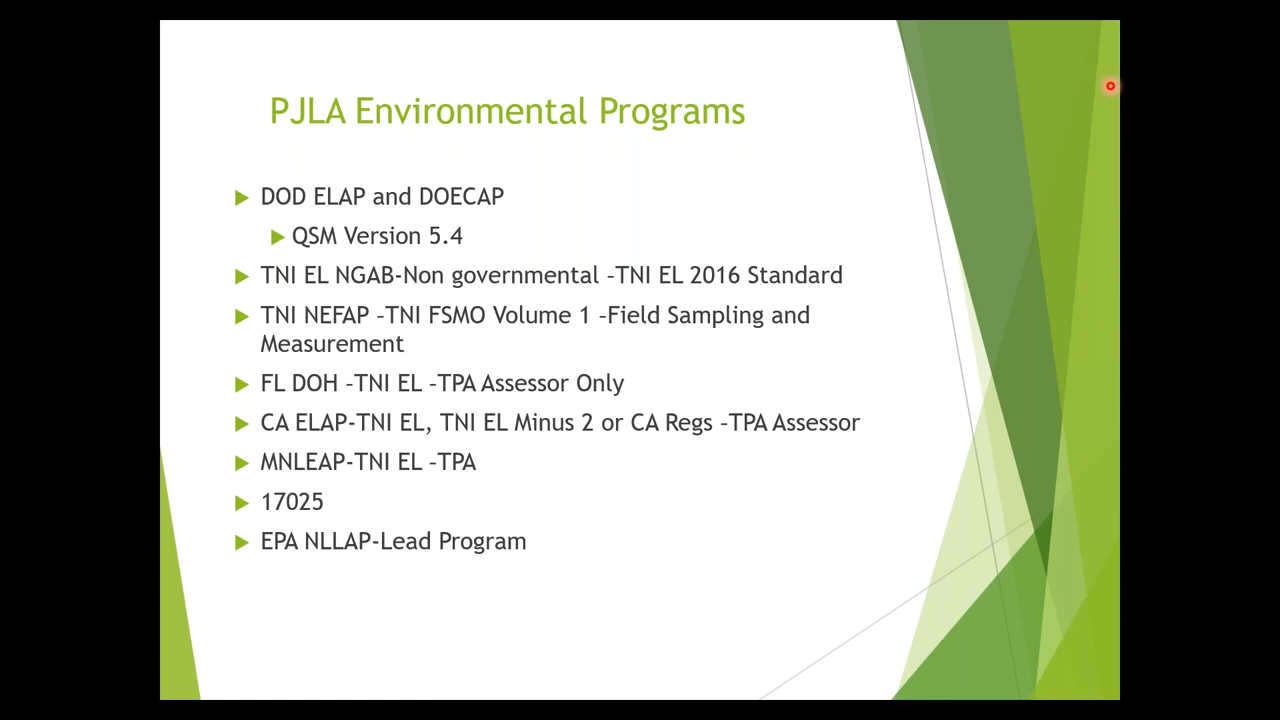 PJLA Environmental Programs
DOD ELAP and DOECAP
QSM Version 5.4
TNI EL NGAB-Non governmental –TNI EL 2016 Standard
TNI NEFAP –TNI FSMO Volume 1 –Field Sampling and
Measurement
FL DOH –TNI EL –TPA Assessor Only
CA ELAP-TNI EL, TNI EL Minus 2 or CA Regs –TPA Assessor
MNLEAP-TNI EL –TPA
17025
EPA NLLAP-Lead Program